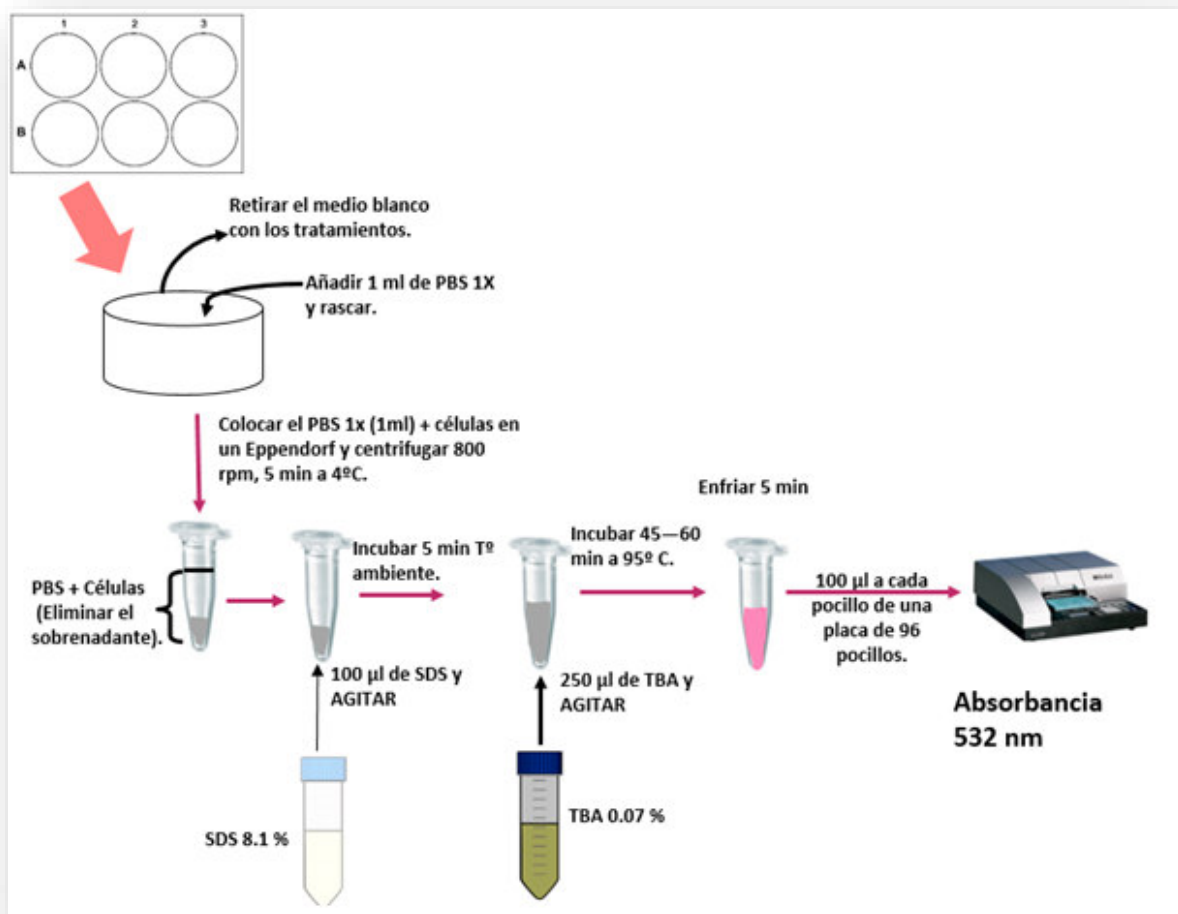 1 2 3
A
B
Retirar el medio blanco
con los tratamientos.
Añadir 1 ml de PBS 1X
y rascar.
Colocar el PBS 1x (1ml) + células en
un Eppendorf y centrifugar 800
rpm, 5 min a 4ºC.
PBS + Células
(Eliminar el
sobrenadante).
100 µl de SDS y
AGITAR
SDS 8.1 %
Incubar 5 min Tº
ambiente.
250 µl de TBA y
AGITAR
TBA 0.07 %
Incubar 45—60
min a 95º C.
Enfriar 5 min
100 µl a cada
pocillo de una
placa de 96
pocillos.
Absorbancia
532 nm